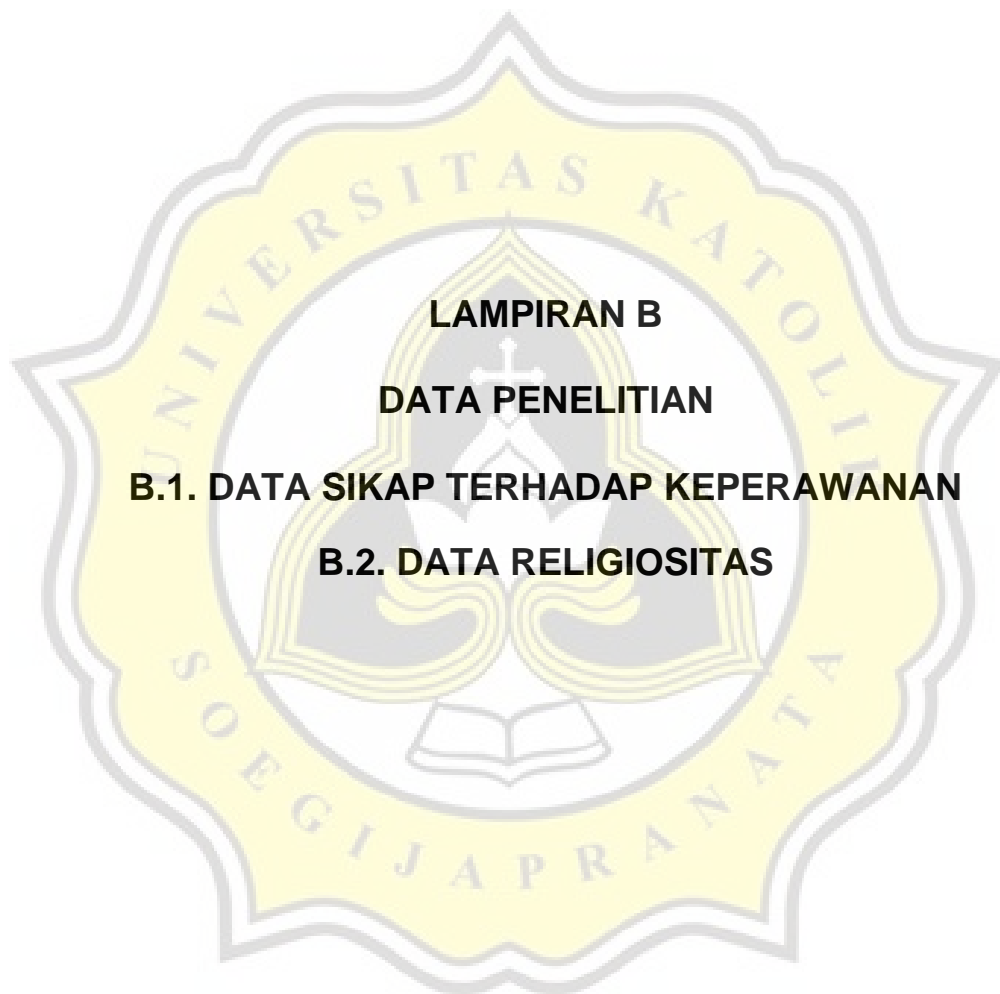 UNIVERSITAS KATOLIK
LAMPIRAN B
DATA PENELITIAN
B.1. DATA SIKAP TERHADAP KEPERAWANAN
B.2. DATA RELIGIOSITAS
SOEGIJAPRANATA